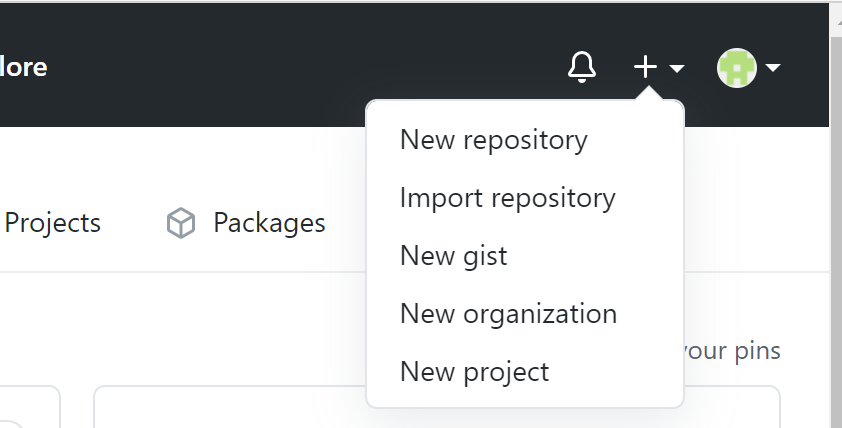 lore
Projects
Packages
New repository
Import repository
New gist
New organization
New project
your pins